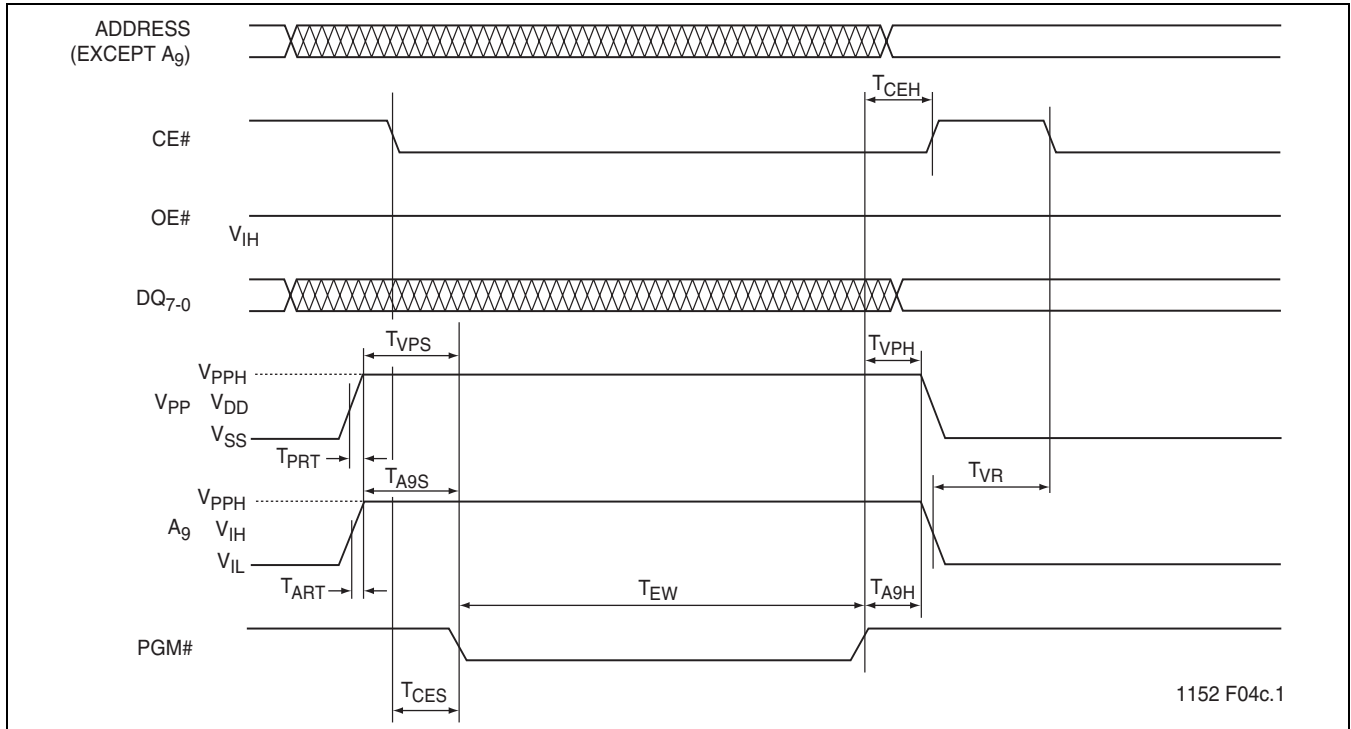 ADDRESS
(EXCEPT A9)
TCEH
CE#
OE#
VIH
DQ7-0
TVPS
TVPH
VPPH
VPP VDD
VSS
TPRT
TA9S
TVR
VPPH
A9 VIH
VIL
TART
TEW
TA9H
PGM#
TCES
1152 F04c.1